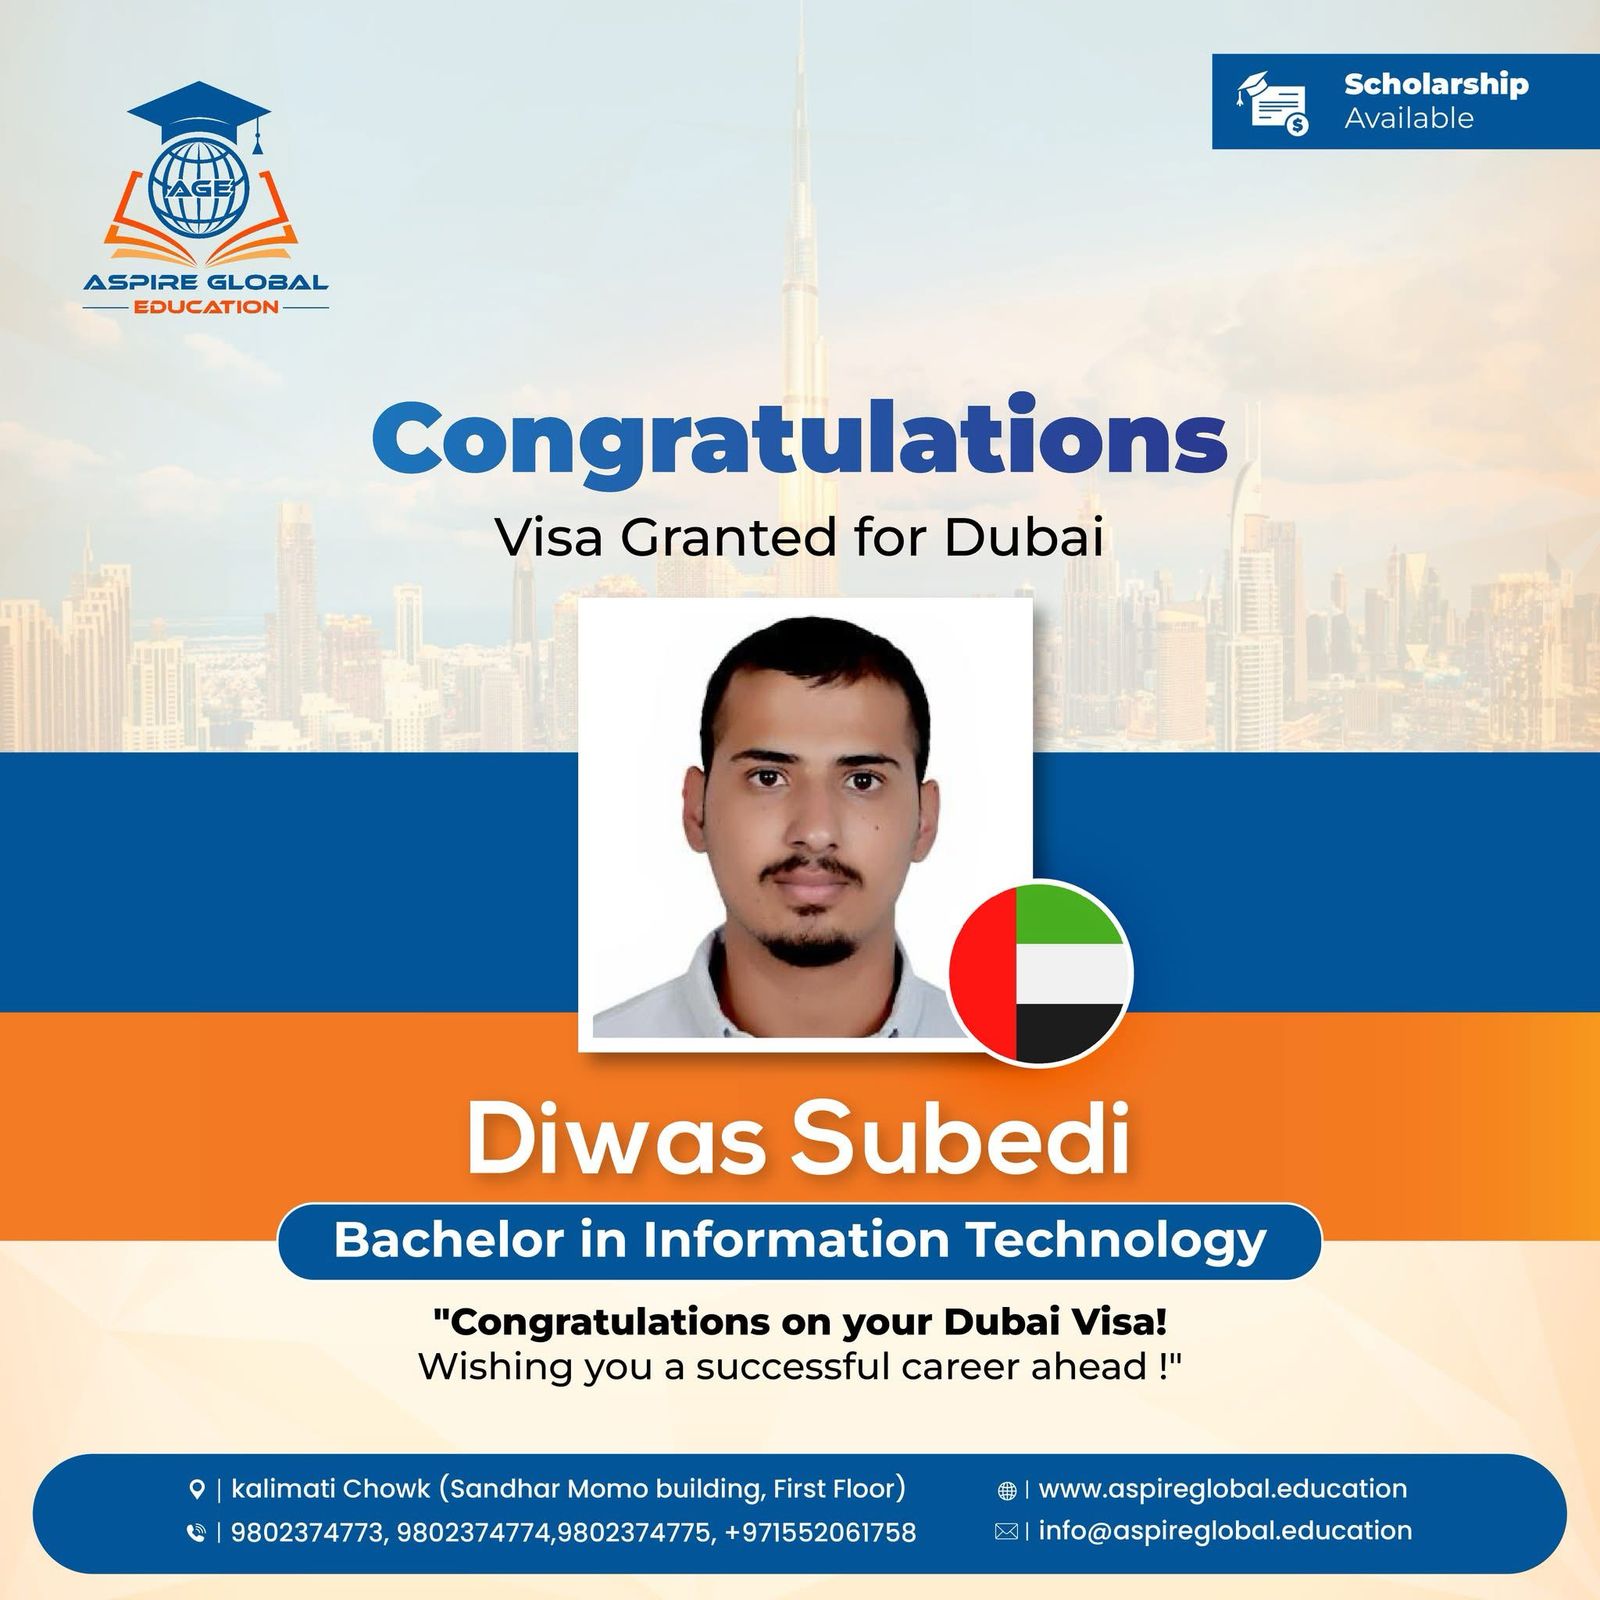 AGE
ASPIRE GLOBAL
EDUCATION
Scholarship
Available
Congratulations
Visa Granted for Dubai
Diwas Subedi
Bachelor in Information Technology
"Congratulations on your Dubai Visa!
Wishing you a successful career ahead !"
kalimati Chowk (Sandhar Momo building, First Floor)
9802374773, 9802374774,9802374775, +971552061758
www.aspireglobal.education
info@aspireglobal.education